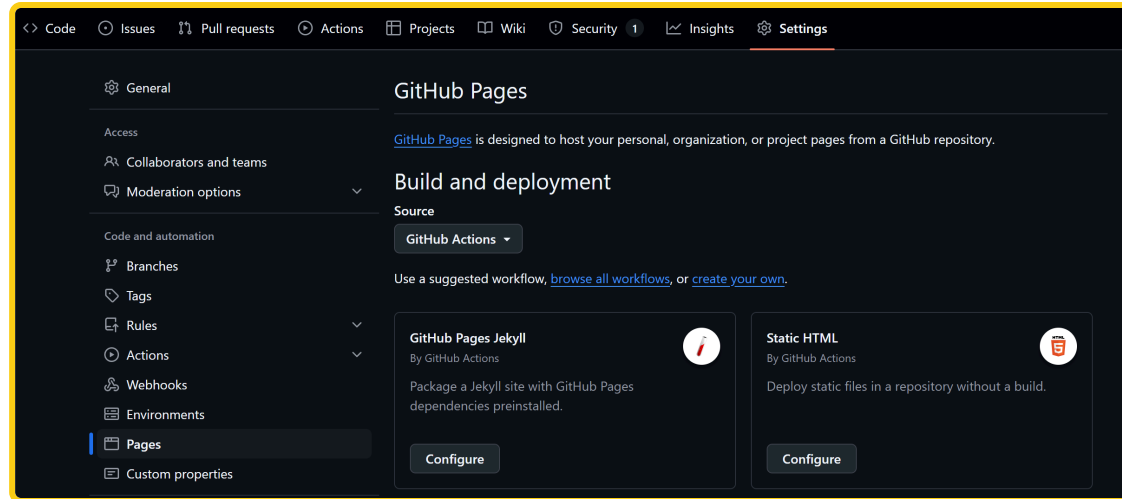 <> Code Issues Pull requests Actions Projects Wiki Security 1 Insights Settings
General
Access
Collaborators and teams
Moderation options
Code and automation
Branches
Tags
Rules
Actions
Webhooks
Environments
Pages
Custom properties
GitHub Pages
GitHub Pages is designed to host your personal, organization, or project pages from a GitHub repository.
Build and deployment
Source
GitHub Actions
Use a suggested workflow, browse all workflows, or create your own.
GitHub Pages Jekyll
By GitHub Actions
Package a Jekyll site with GitHub Pages
dependencies preinstalled.
Configure
Static HTML
By GitHub Actions
Deploy static files in a repository without a build.
HTML
5
Configure